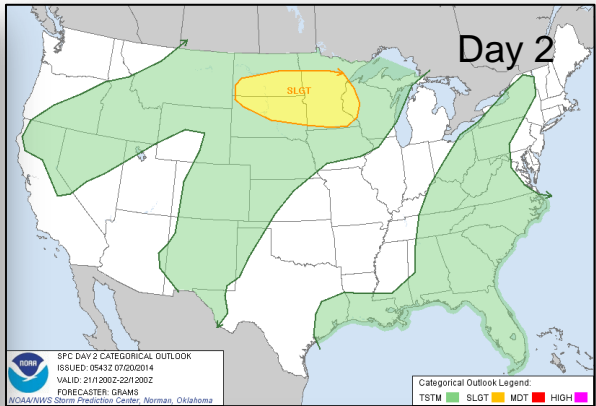 Day 2
SLGT
NOAA
SPC DAY 2 CATEGORICAL OUTLOOK
ISSUED: 0543Z 07/20/2014
VALID: 21/1200Z-22/1200Z
FORECASTER: GRAMS
NOAA/NWS Storm Prediction Center, Norman, Oklahoma
Categorical Outlook Legend:
TSTM SLGT MDT HIGH